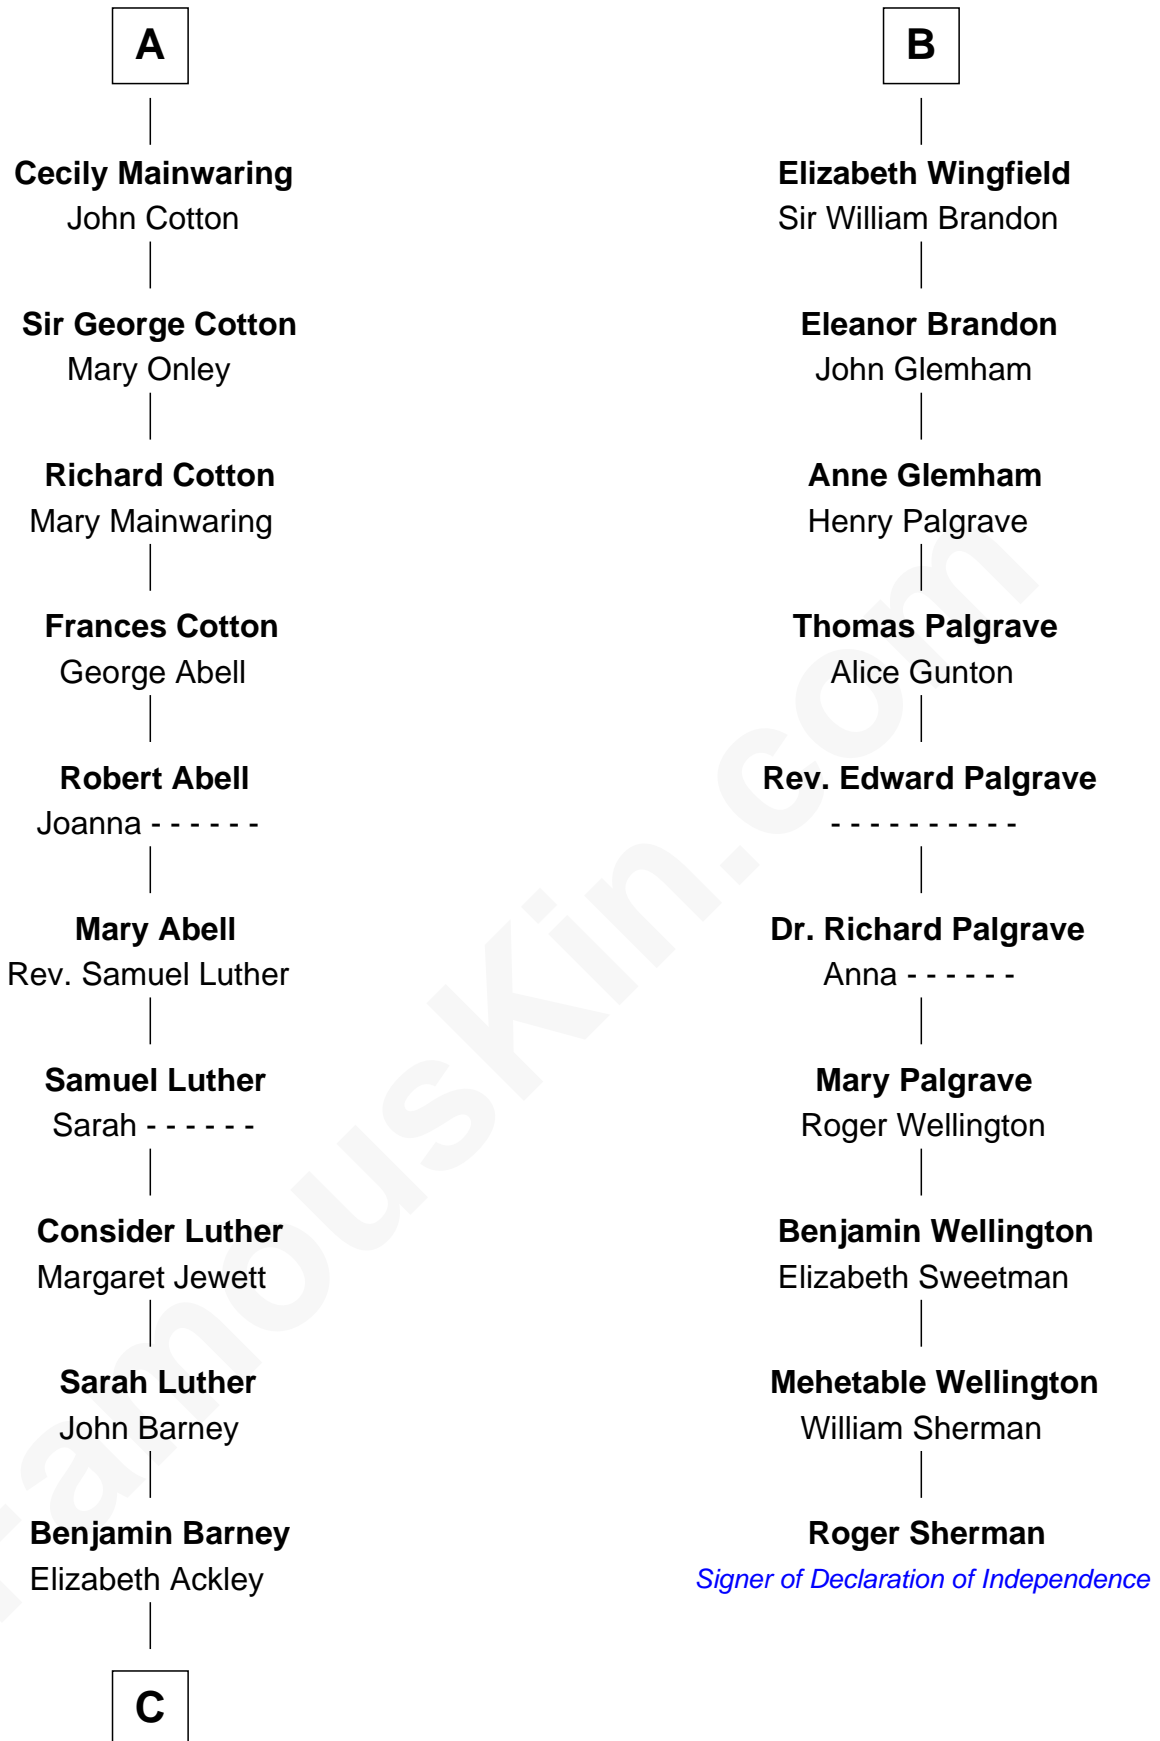 A
Cecily Mainwaring
John Cotton
Sir George Cotton
Mary Onley
Richard Cotton
Mary Mainwaring
Frances Cotton
George Abell
Robert Abell
Joanna - - - - - -
Mary Abell
Rev. Samuel Luther
Samuel Luther
Sarah - - - - - -
Consider Luther
Margaret Jewett
Sarah Luther
John Barney
Benjamin Barney
Elizabeth Ackley
C
B
Elizabeth Wingfield
Sir William Brandon
Eleanor Brandon
John Glemham
Anne Glemham
Henry Palgrave
Thomas Palgrave
Alice Gunton
Rev. Edward Palgrave
- - - - - - - - - -
Dr. Richard Palgrave
Anna - - - - - -
Mary Palgrave
Roger Wellington
Benjamin Wellington
Elizabeth Sweetman
Mehetable Wellington
William Sherman
Roger Sherman
Signer of Declaration of Independence
FamousKin.com